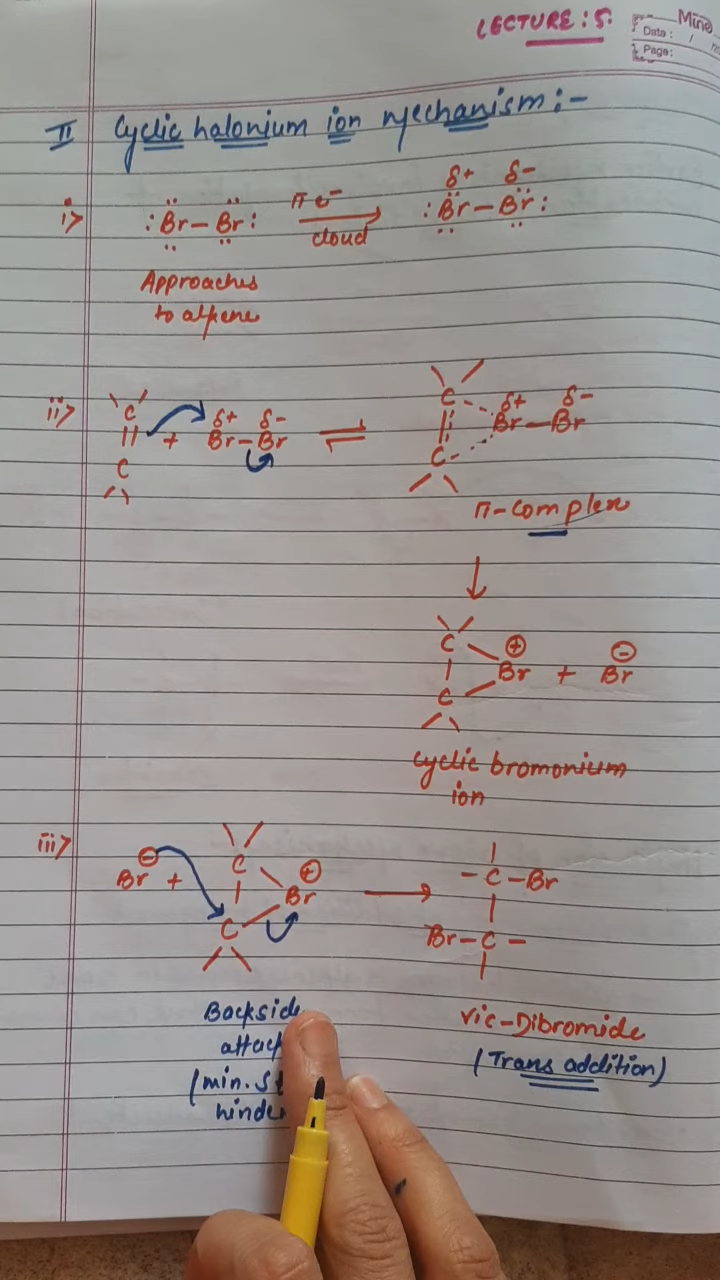 LECTURE : 5.
Mine
Date : /
Page:
II Cyclic halonium ion mechanism :-
δ+ δ-
i> :Br-Br: π e⁻ cloud :Br-Br:
Approaches
to alkene
ii> C || C + δ+ Br - δ- Br ⇌ C C δ+ Br - δ- Br
π-complex
↓
C C Br ⊕ + Br ⊖
Cyclic bromonium
ion
iii> Br ⊖ + C C Br ⊕ → -C-Br
Br-C-
Backside
vic-Dibromide
(Trans addition)
(min.